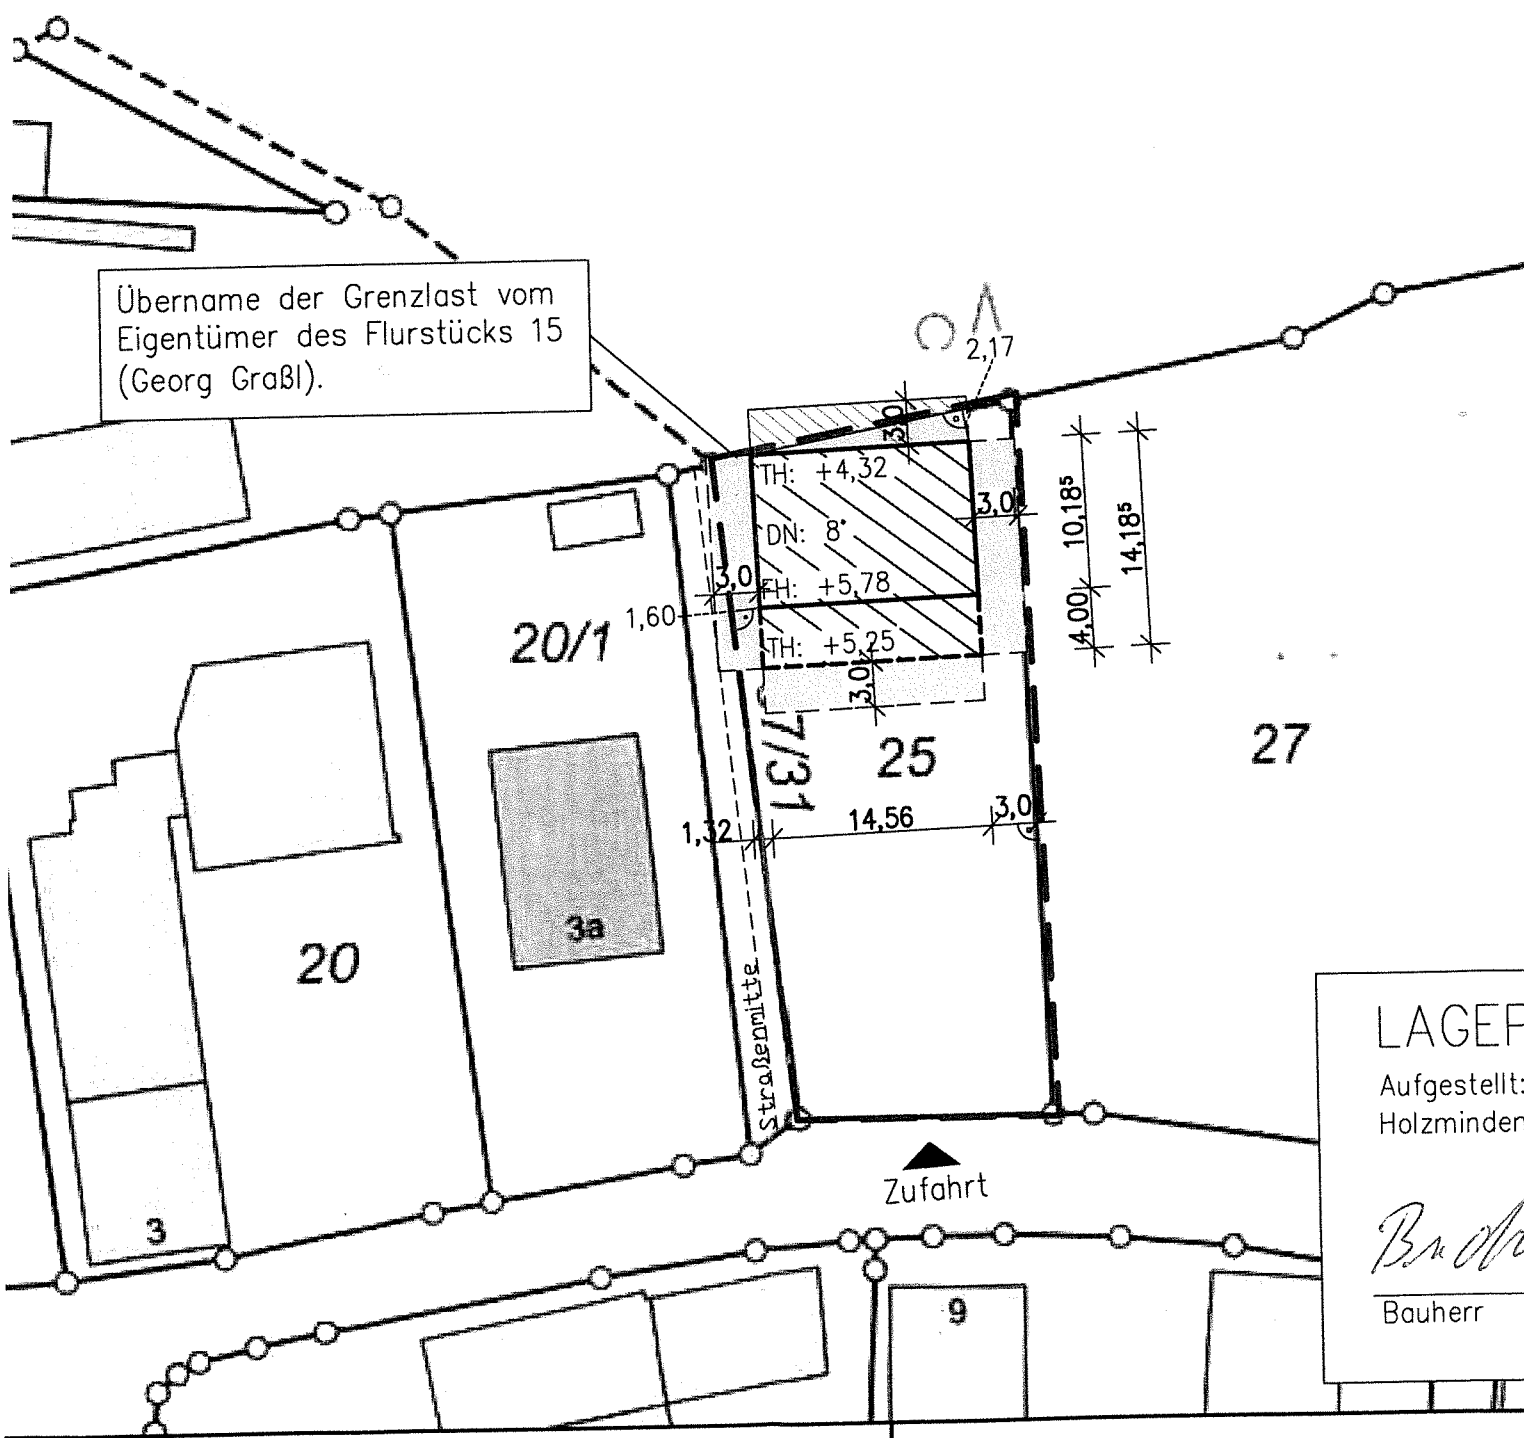 Übername der Grenzlast vom
Eigentümer des Flurstücks 15
(Georg Graßl).
2,17
3,0
TH: +4,32
DN: 8°
FH: +5,78
TH: +5,25
3,0
3,0
1,60
3,0
10,18⁵
14,18⁵
4,00
20/1
7/31
25
27
1,32
14,56
3,0
3a
20
Straßenmitte
3
Zufahrt
9
LAGEP
Aufgestellt:
Holzminden
Bauherr